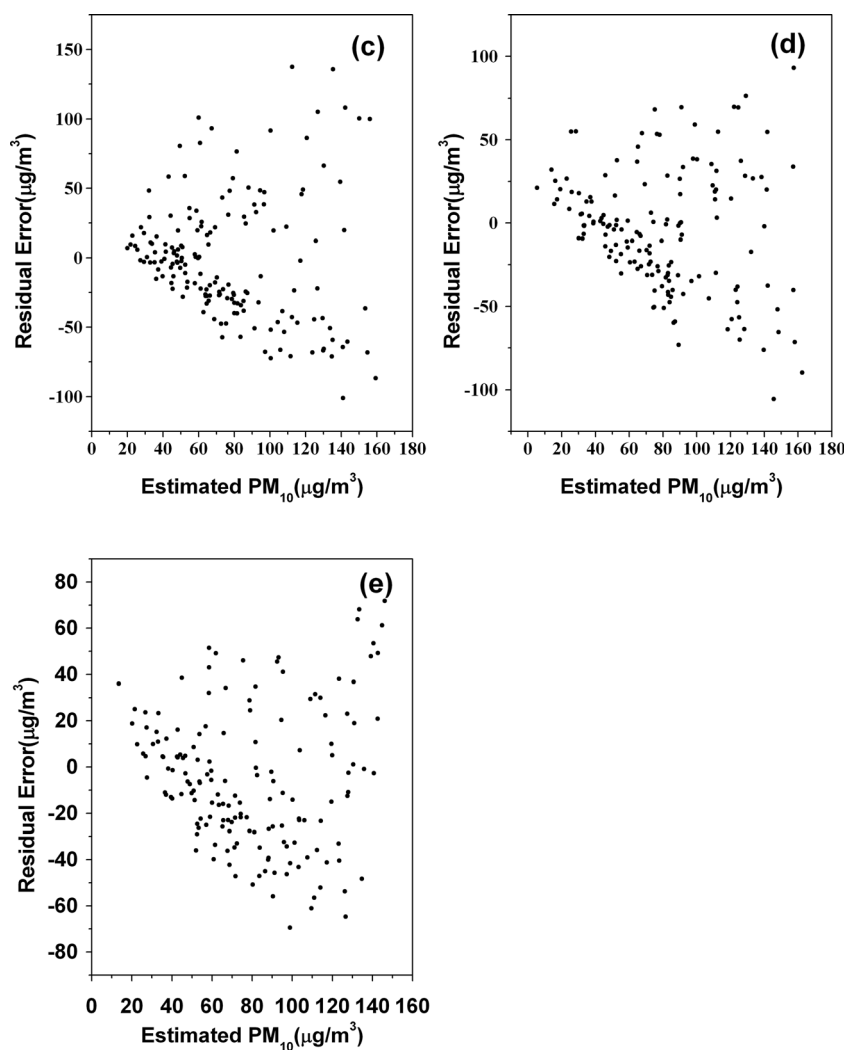 (c)
150
100
50
0
-50
-100
0 20 40 60 80 100 120 140 160 180
Residual Error(μg/m³)
Estimated PM₁₀(μg/m³)
(d)
100
50
0
-50
-100
0 20 40 60 80 100 120 140 160 180
Residual Error(μg/m³)
Estimated PM₁₀(μg/m³)
(e)
80
60
40
20
0
-20
-40
-60
-80
0 20 40 60 80 100 120 140 160
Residual Error(μg/m³)
Estimated PM₁₀(μg/m³)